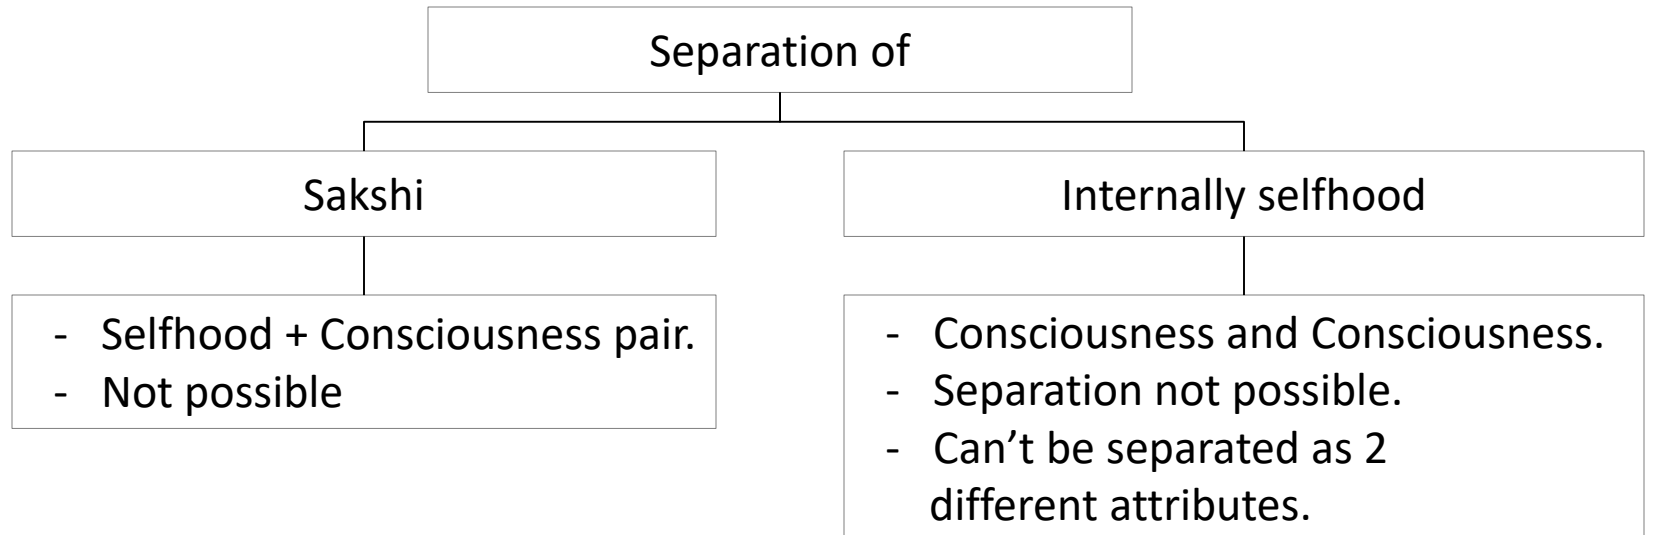 Separation of
Sakshi
Internally selfhood
- Selfhood + Consciousness pair.
- Not possible
- Consciousness and Consciousness.
- Separation not possible.
- Can't be separated as 2
different attributes.